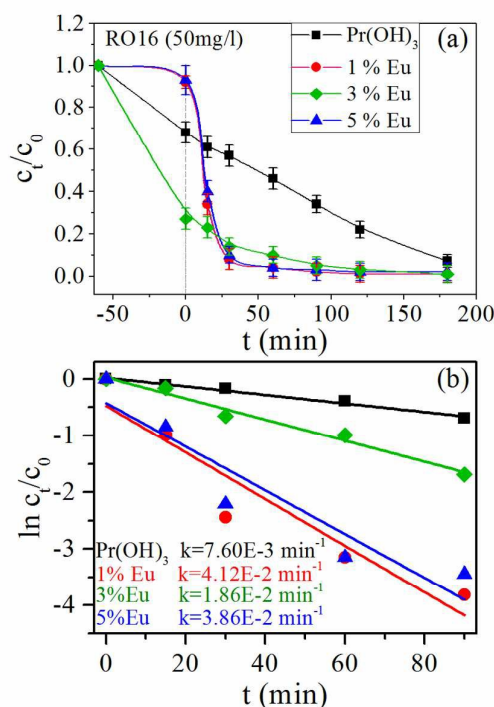 RO16 (50mg/l)
(a)
Pr(OH)3
1 % Eu
3 % Eu
5 % Eu
ct/c0
1.0
0.8
0.6
0.4
0.2
0.0
-50 0 50 100 150 200
t (min)
(b)
ln ct/c0
0
-1
-2
-3
-4
Pr(OH)3 k=7.60E-3 min-1
1% Eu k=4.12E-2 min-1
3%Eu k=1.86E-2 min-1
5%Eu k=3.86E-2 min-1
0 20 40 60 80
t (min)